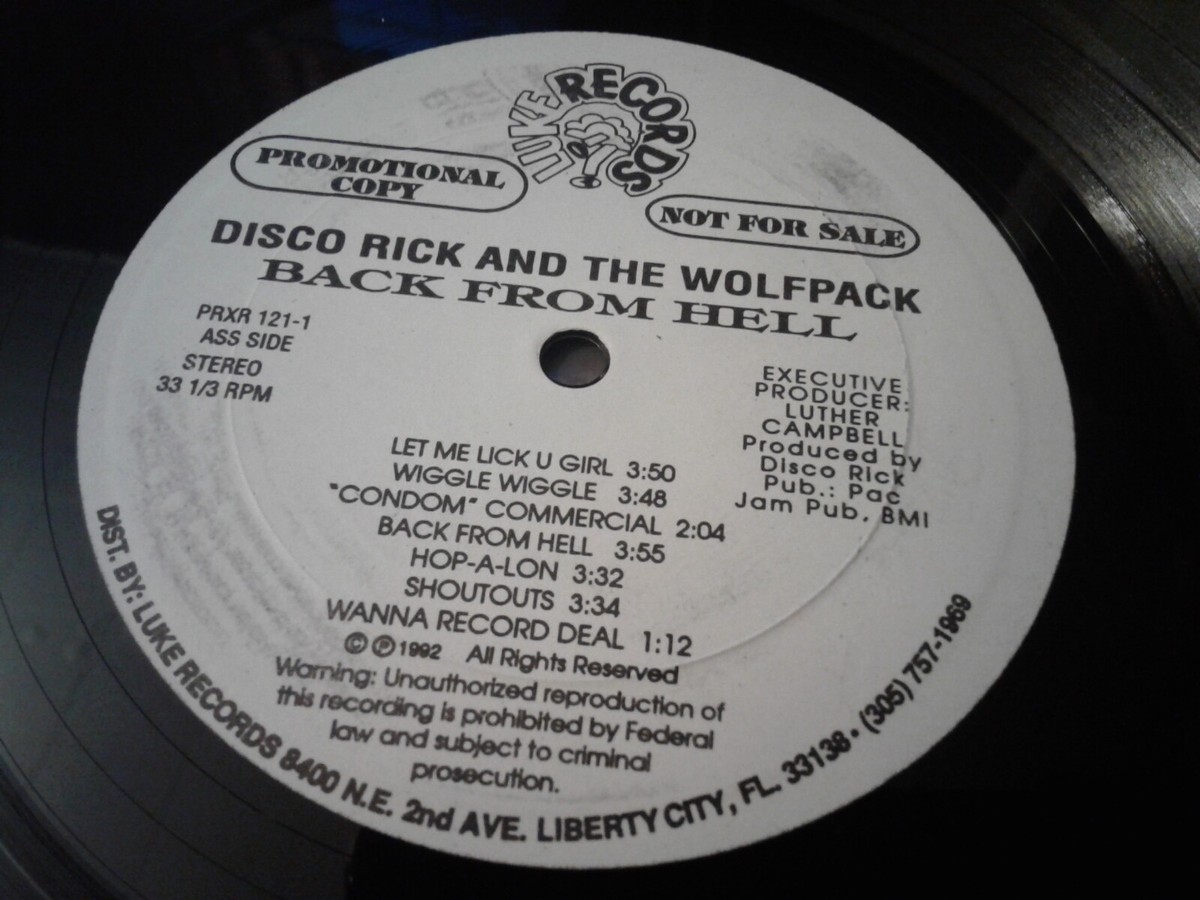 LUKE RECORDS
PROMOTIONAL
COPY
NOT FOR SALE
DISCO RICK AND THE WOLFPACK
BACK FROM HELL
PRXR 121-1
ASS SIDE
STEREO
33 1/3 RPM
EXECUTIVE
PRODUCER:
LUTHER
CAMPBELL
Produced by
Disco Rick
Pub.: Pac
Jam Pub. BMI
LET ME LICK U GIRL 3:50
WIGGLE WIGGLE 3:48
"CONDOM" COMMERCIAL 2:04
BACK FROM HELL 3:55
HOP-A-LON 3:32
SHOUTOUTS 3:34
WANNA RECORD DEAL 1:12
© ℗ 1992 All Rights Reserved
Warning: Unauthorized reproduction of
this recording is prohibited by Federal
law and subject to criminal
prosecution.
DIST. BY: LUKE RECORDS 8400 N.E. 2nd AVE. LIBERTY CITY, FL. 33138 • (305) 757-1969